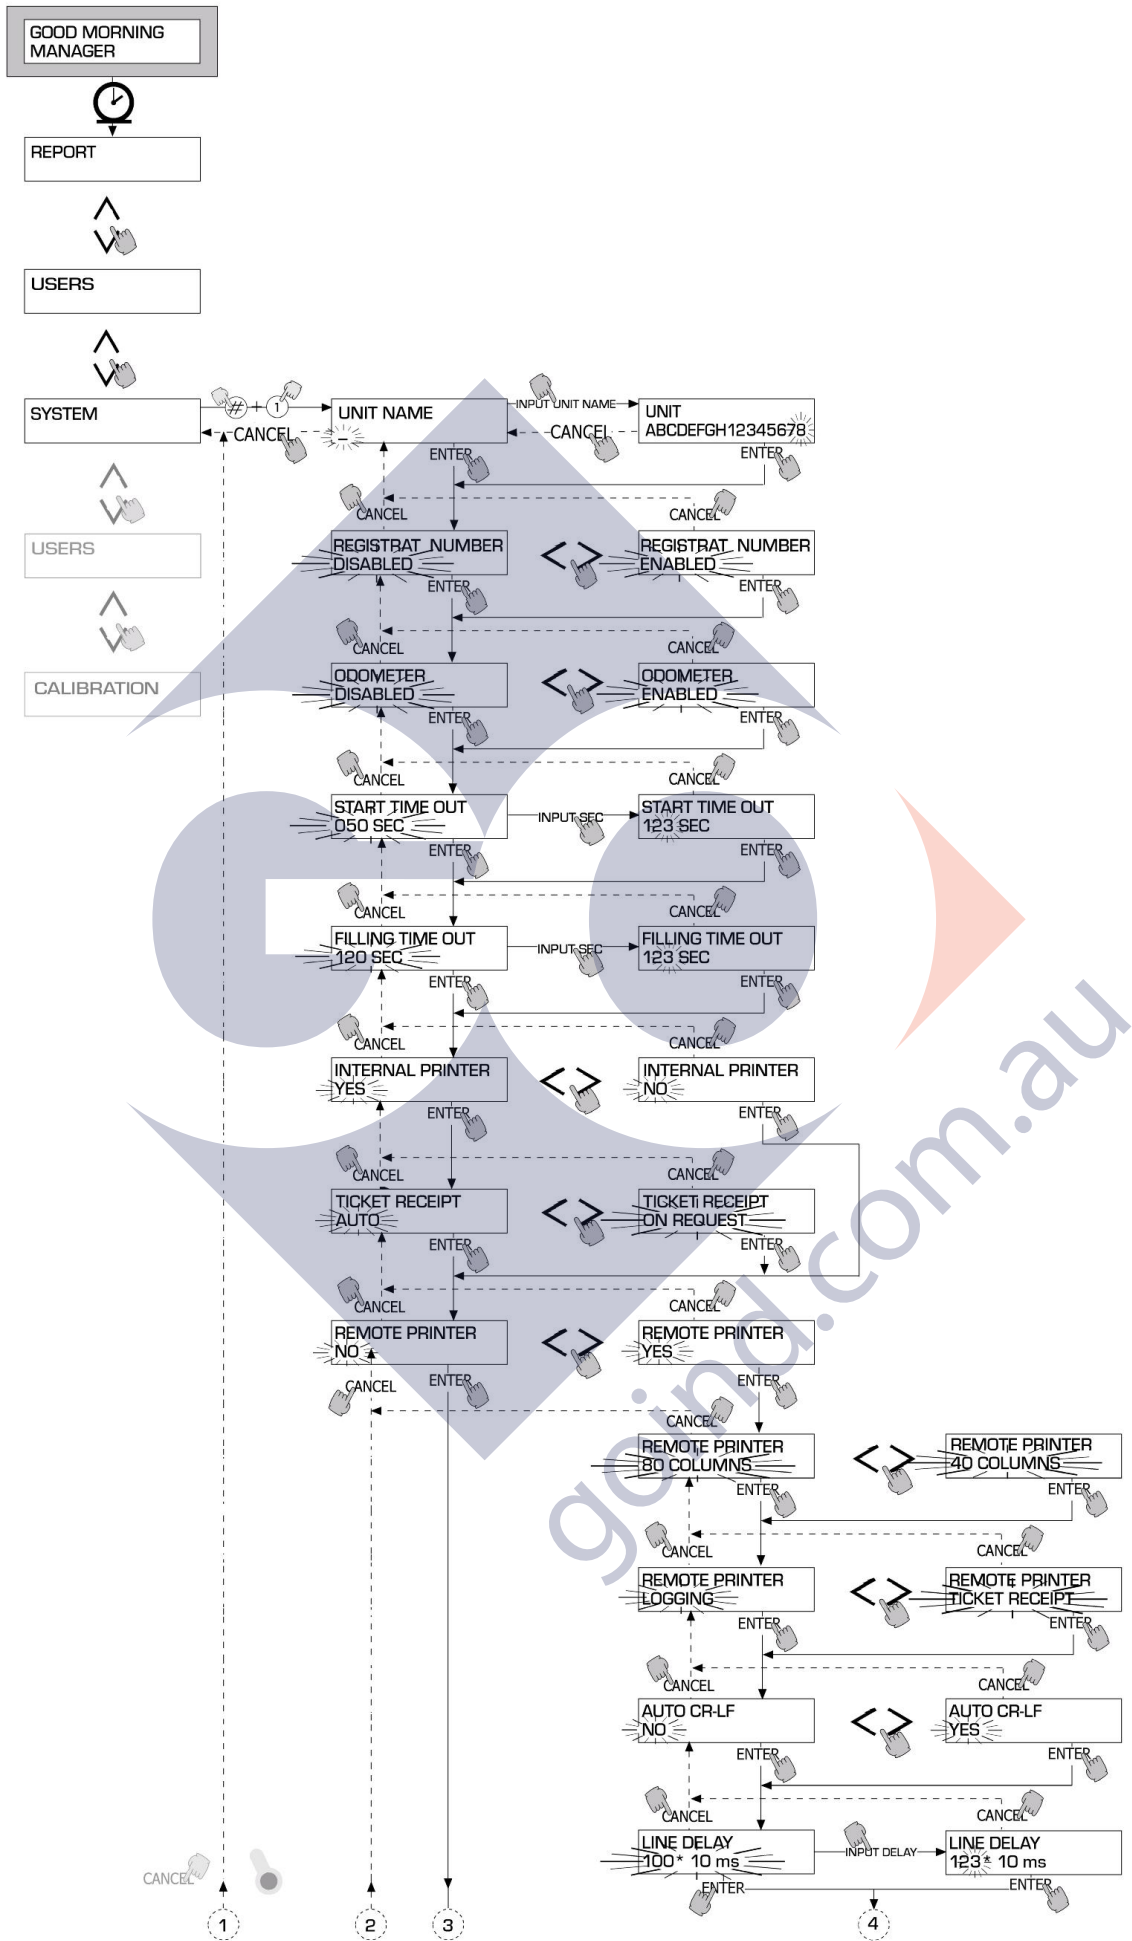 GOOD MORNING
MANAGER
REPORT
USERS
SYSTEM
# + 1
UNIT NAME
_
INPUT UNIT NAME
UNIT
ABCDEFGH12345678
CANCEL
CANCEL
ENTER
ENTER
CANCEL
CANCEL
USERS
REGISTRAT NUMBER
DISABLED
REGISTRAT NUMBER
ENABLED
ENTER
ENTER
CANCEL
CANCEL
CALIBRATION
ODOMETER
DISABLED
ODOMETER
ENABLED
ENTER
ENTER
CANCEL
CANCEL
START TIME OUT
050 SEC
INPUT SEC
START TIME OUT
123 SEC
ENTER
ENTER
CANCEL
CANCEL
FILLING TIME OUT
120 SEC
INPUT SEC
FILLING TIME OUT
123 SEC
ENTER
ENTER
CANCEL
CANCEL
INTERNAL PRINTER
YES
INTERNAL PRINTER
NO
ENTER
ENTER
CANCEL
CANCEL
TICKET RECEIPT
AUTO
TICKET RECEIPT
ON REQUEST
ENTER
ENTER
CANCEL
CANCEL
REMOTE PRINTER
NO
REMOTE PRINTER
YES
CANCEL
ENTER
ENTER
CANCEL
REMOTE PRINTER
80 COLUMNS
REMOTE PRINTER
40 COLUMNS
ENTER
ENTER
CANCEL
CANCEL
REMOTE PRINTER
LOGGING
REMOTE PRINTER
TICKET RECEIPT
ENTER
ENTER
CANCEL
CANCEL
AUTO CR-LF
NO
AUTO CR-LF
YES
ENTER
ENTER
CANCEL
CANCEL
LINE DELAY
100* 10 ms
INPUT DELAY
LINE DELAY
123* 10 ms
CANCEL
ENTER
ENTER
1
2
3
4
goind.com.au